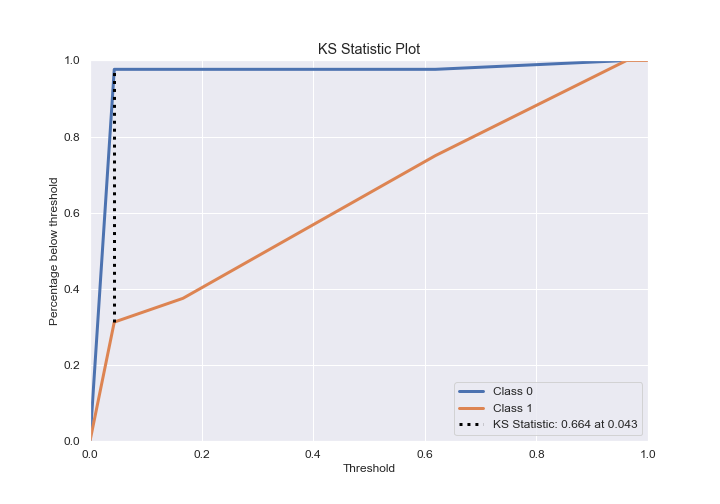 KS Statistic Plot
1.0
0.8
0.6
0.4
0.2
0.0
Percentage below threshold
Class 0
Class 1
KS Statistic: 0.664 at 0.043
0.0 0.2 0.4 0.6 0.8 1.0
Threshold